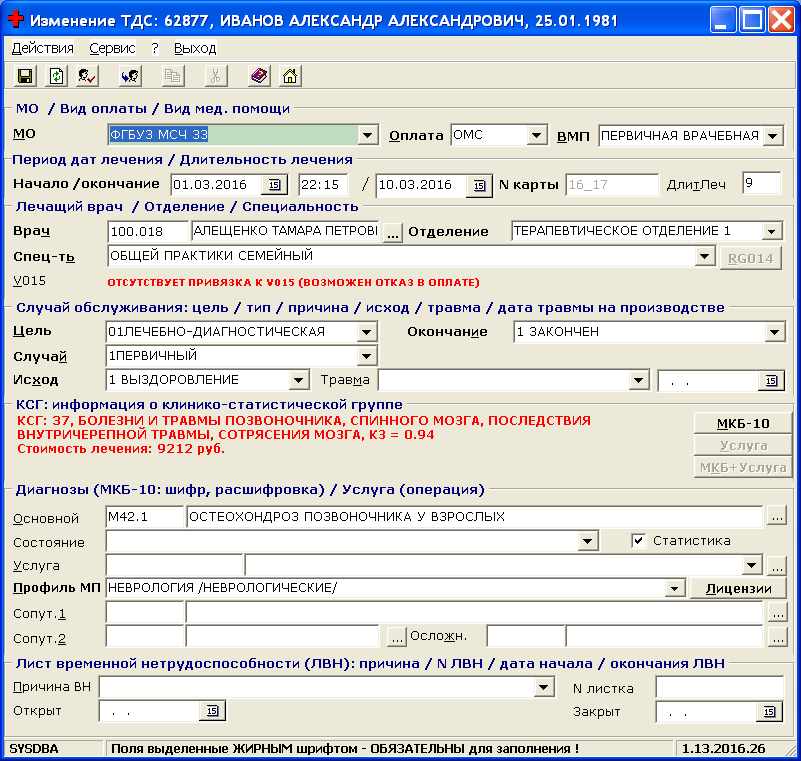 Изменение ТДС: 62877, ИВАНОВ АЛЕКСАНДР АЛЕКСАНДРОВИЧ, 25.01.1981
Действия Сервис ? Выход
МО / Вид оплаты / Вид мед. помощи
МО ФГБУЗ МСЧ 33 Оплата ОМС ВМП ПЕРВИЧНАЯ ВРАЧЕБНАЯ
Период дат лечения / Длительность лечения
Начало /окончание 01.03.2016 15 22:15 / 10.03.2016 15 N карты 16_17 ДлитЛеч 9
Лечащий врач / Отделение / Специальность
Врач 100.018 АЛЕЩЕНКО ТАМАРА ПЕТРОВІ ... Отделение ТЕРАПЕВТИЧЕСКОЕ ОТДЕЛЕНИЕ 1
Спец-ть ОБЩЕЙ ПРАКТИКИ СЕМЕЙНЫЙ RG014
V015 ОТСУТСТВУЕТ ПРИВЯЗКА К V015 (ВОЗМОЖЕН ОТКАЗ В ОПЛАТЕ)
Случай обслуживания: цель / тип / причина / исход / травма / дата травмы на производстве
Цель 01ЛЕЧЕБНО-ДИАГНОСТИЧЕСКАЯ Окончание 1 ЗАКОНЧЕН
Случай 1ПЕРВИЧНЫЙ
Исход 1 ВЫЗДОРОВЛЕНИЕ Травма . . 15
КСГ: информация о клинико-статистической группе
КСГ: 37, БОЛЕЗНИ И ТРАВМЫ ПОЗВОНОЧНИКА, СПИННОГО МОЗГА, ПОСЛЕДСТВИЯ
ВНУТРИЧЕРЕПНОЙ ТРАВМЫ, СОТРЯСЕНИЯ МОЗГА, КЗ = 0.94
Стоимость лечения: 9212 руб.
МКБ-10
Услуга
МКБ+Услуга
Диагнозы (МКБ-10: шифр, расшифровка) / Услуга (операция)
Основной М42.1 ОСТЕОХОНДРОЗ ПОЗВОНОЧНИКА У ВЗРОСЛЫХ ...
Состояние Статистика
Услуга ...
Профиль МП НЕВРОЛОГИЯ /НЕВРОЛОГИЧЕСКИЕ/ Лицензии
Сопут.1 ...
Сопут.2 ... Осложн. ...
Лист временной нетрудоспособности (ЛВН): причина / N ЛВН / дата начала / окончания ЛВН
Причина ВН N листка
Открыт . . 15 Закрыт . . 15
SYSDBA Поля выделенные ЖИРНЫМ шрифтом - ОБЯЗАТЕЛЬНЫ для заполнения ! 1.13.2016.26